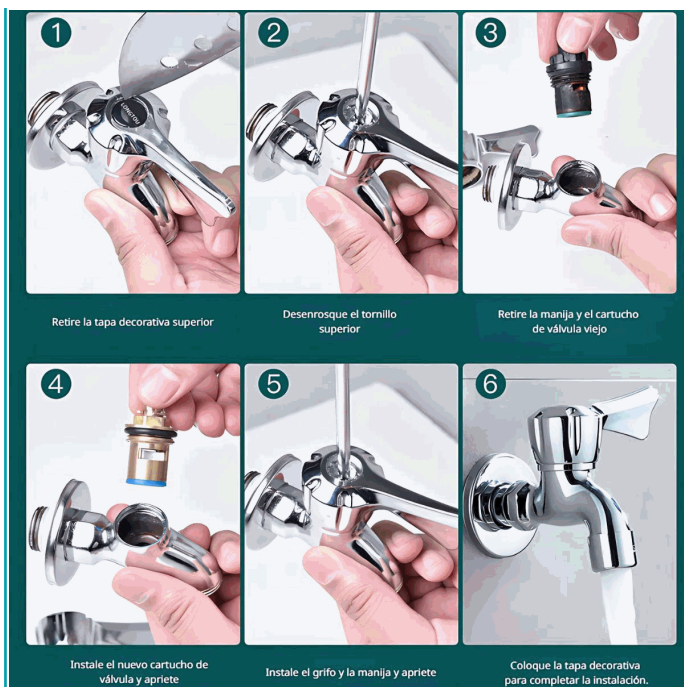 1
2
3
LONGTOU
Retire la tapa decorativa superior
Desenrosque el tornillo
superior
Retire la manija y el cartucho
de válvula viejo
4
5
6
Instale el nuevo cartucho de
válvula y apriete
Instale el grifo y la manija y apriete
Coloque la tapa decorativa
para completar la instalación.